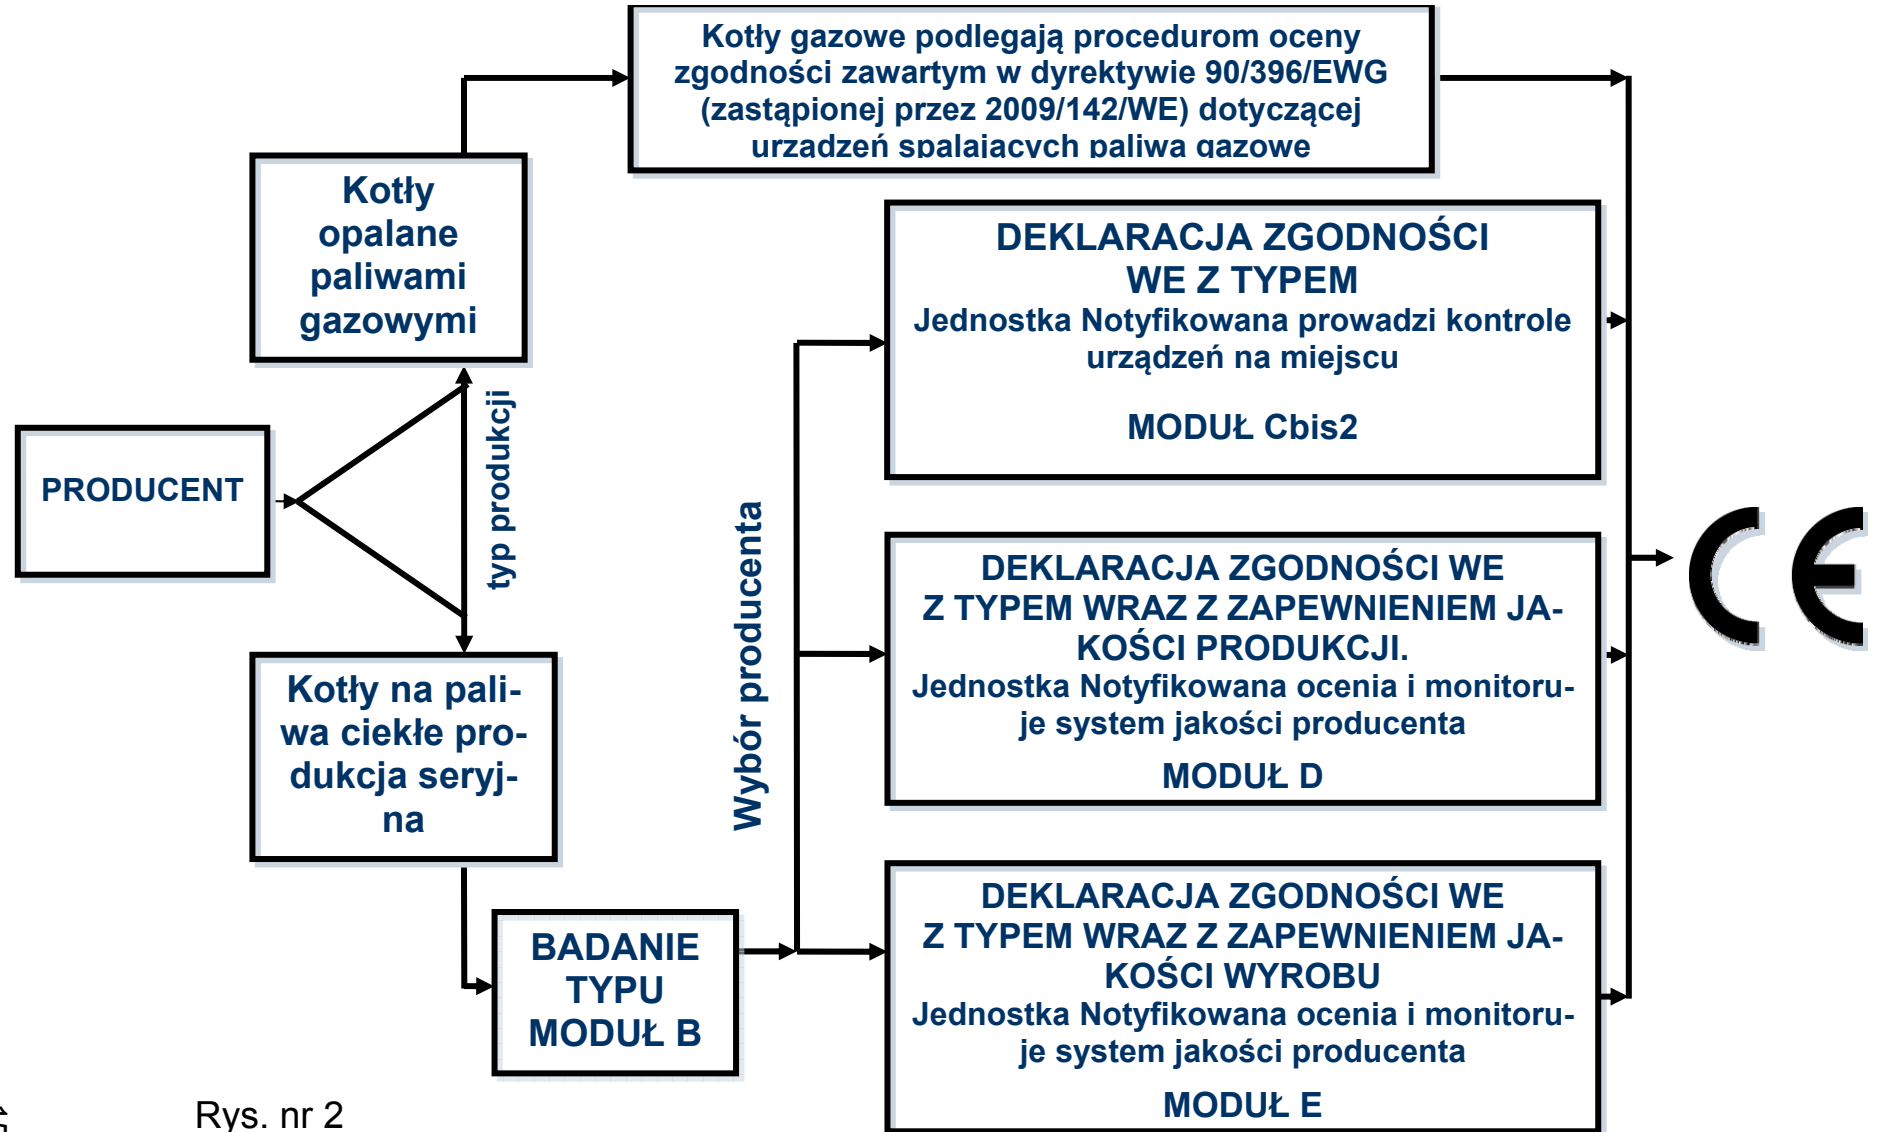 Kotły gazowe podlegają procedurom oceny
zgodności zawartym w dyrektywie 90/396/EWG
(zastąpionej przez 2009/142/WE) dotyczącej
urządzeń spalających paliwa gazowe
Kotły
opalane
paliwami
gazowymi
DEKLARACJA ZGODNOŚCI
WE Z TYPEM
Jednostka Notyfikowana prowadzi kontrole
urządzeń na miejscu
MODUŁ Cbis2
typ produkcji
PRODUCENT
Wybór producenta
DEKLARACJA ZGODNOŚCI WE
Z TYPEM WRAZ Z ZAPEWNIENIEM JA-
KOŚCI PRODUKCJI.
Jednostka Notyfikowana ocenia i monitoru-
je system jakości producenta
MODUŁ D
CE
Kotły na pali-
wa ciekłe pro-
dukcja seryj-
na
BADANIE
TYPU
MODUŁ B
DEKLARACJA ZGODNOŚCI WE
Z TYPEM WRAZ Z ZAPEWNIENIEM JA-
KOŚCI WYROBU
Jednostka Notyfikowana ocenia i monitoru-
je system jakości producenta
MODUŁ E
Rys. nr 2